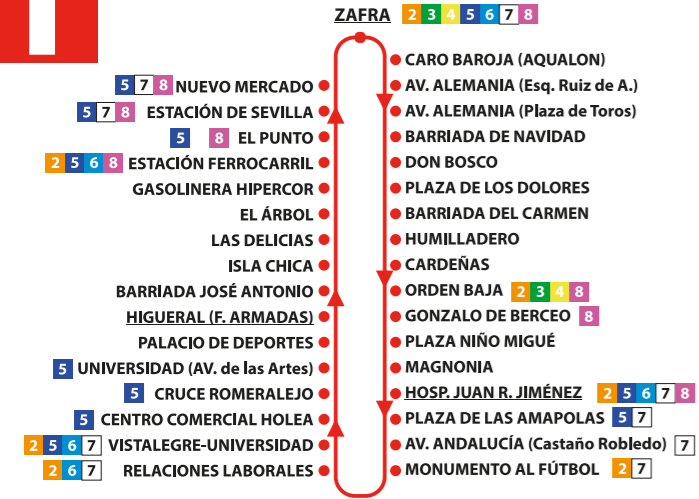 ZAFRA 2 3 4 5 6 7 8
CARO BAROJA (AQUALON)
AV. ALEMANIA (Esq. Ruiz de A.)
AV. ALEMANIA (Plaza de Toros)
BARRIADA DE NAVIDAD
DON BOSCO
PLAZA DE LOS DOLORES
BARRIADA DEL CARMEN
HUMILLADERO
CARDEÑAS
ORDEN BAJA 2 3 4 8
GONZALO DE BERCEO 8
PLAZA NIÑO MIGUÉ
MAGNONIA
HOSP. JUAN R. JIMÉNEZ 2 5 6 7 8
PLAZA DE LAS AMAPOLAS 5 7
AV. ANDALUCÍA (Castaño Robledo) 7
MONUMENTO AL FÚTBOL 2 7
5 7 8 NUEVO MERCADO
5 7 8 ESTACIÓN DE SEVILLA
5 8 EL PUNTO
2 5 6 8 ESTACIÓN FERROCARRIL
GASOLINERA HIPERCOR
EL ÁRBOL
LAS DELICIAS
ISLA CHICA
BARRIADA JOSÉ ANTONIO
HIGUERAL (F. ARMADAS)
PALACIO DE DEPORTES
5 UNIVERSIDAD (AV. de las Artes)
5 CRUCE ROMERALEJO
5 CENTRO COMERCIAL HOLEA
2 5 6 7 VISTALEGRE-UNIVERSIDAD
2 6 7 RELACIONES LABORALES